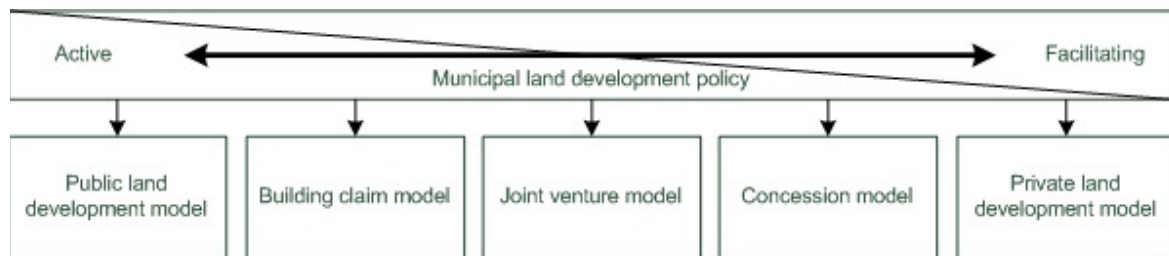 Active
Facilitating
Municipal land development policy
Public land
development model
Building claim model
Joint venture model
Concession model
Private land
development model